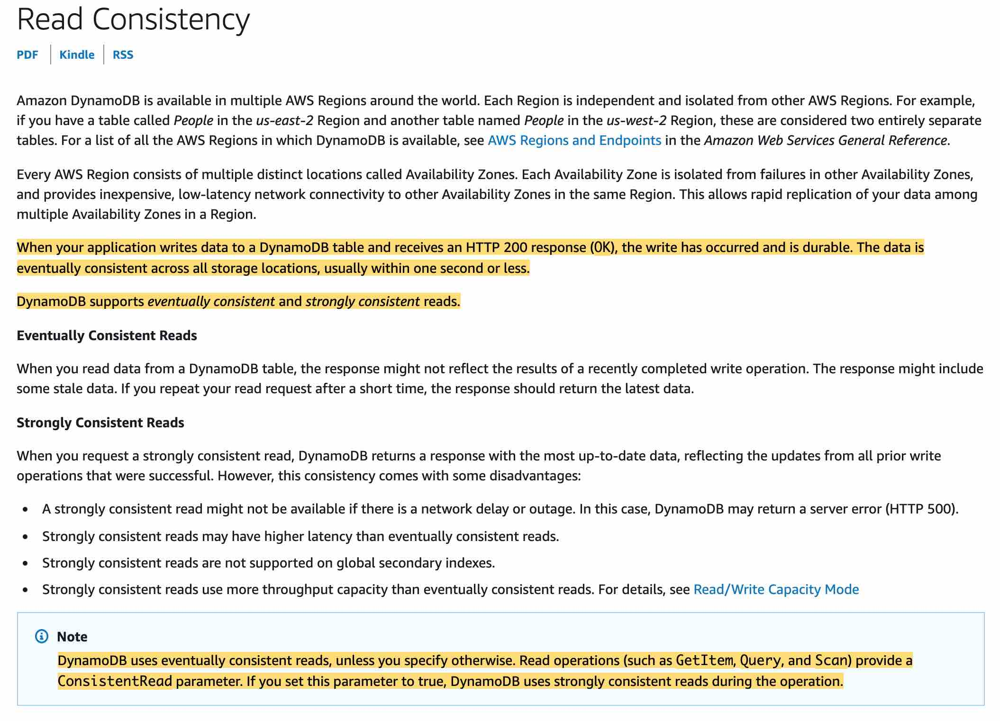 Read Consistency
PDF | Kindle | RSS
Amazon DynamoDB is available in multiple AWS Regions around the world. Each Region is independent and isolated from other AWS Regions. For example,
if you have a table called People in the us-east-2 Region and another table named People in the us-west-2 Region, these are considered two entirely separate
tables. For a list of all the AWS Regions in which DynamoDB is available, see AWS Regions and Endpoints in the Amazon Web Services General Reference.
Every AWS Region consists of multiple distinct locations called Availability Zones. Each Availability Zone is isolated from failures in other Availability Zones,
and provides inexpensive, low-latency network connectivity to other Availability Zones in the same Region. This allows rapid replication of your data among
multiple Availability Zones in a Region.
When your application writes data to a DynamoDB table and receives an HTTP 200 response (OK), the write has occurred and is durable. The data is
eventually consistent across all storage locations, usually within one second or less.
DynamoDB supports eventually consistent and strongly consistent reads.
Eventually Consistent Reads
When you read data from a DynamoDB table, the response might not reflect the results of a recently completed write operation. The response might include
some stale data. If you repeat your read request after a short time, the response should return the latest data.
Strongly Consistent Reads
When you request a strongly consistent read, DynamoDB returns a response with the most up-to-date data, reflecting the updates from all prior write
operations that were successful. However, this consistency comes with some disadvantages:
• A strongly consistent read might not be available if there is a network delay or outage. In this case, DynamoDB may return a server error (HTTP 500).
• Strongly consistent reads may have higher latency than eventually consistent reads.
• Strongly consistent reads are not supported on global secondary indexes.
• Strongly consistent reads use more throughput capacity than eventually consistent reads. For details, see Read/Write Capacity Mode
Note
DynamoDB uses eventually consistent reads, unless you specify otherwise. Read operations (such as GetItem, Query, and Scan) provide a
ConsistentRead parameter. If you set this parameter to true, DynamoDB uses strongly consistent reads during the operation.